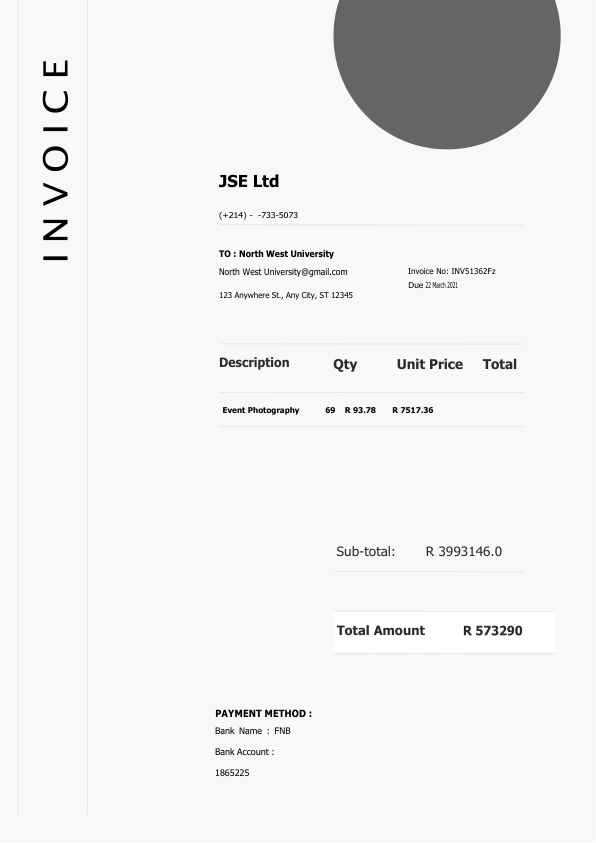 INVOICE
JSE Ltd
(+214) - -733-5073
TO : North West University
North West University@gmail.com
Invoice No: INV51362Fz
Due 22 March 2021
123 Anywhere St., Any City, ST 12345
Description Qty Unit Price Total
Event Photography 69 R 93.78 R 7517.36
Sub-total: R 3993146.0
Total Amount R 573290
PAYMENT METHOD :
Bank Name : FNB
Bank Account :
1865225